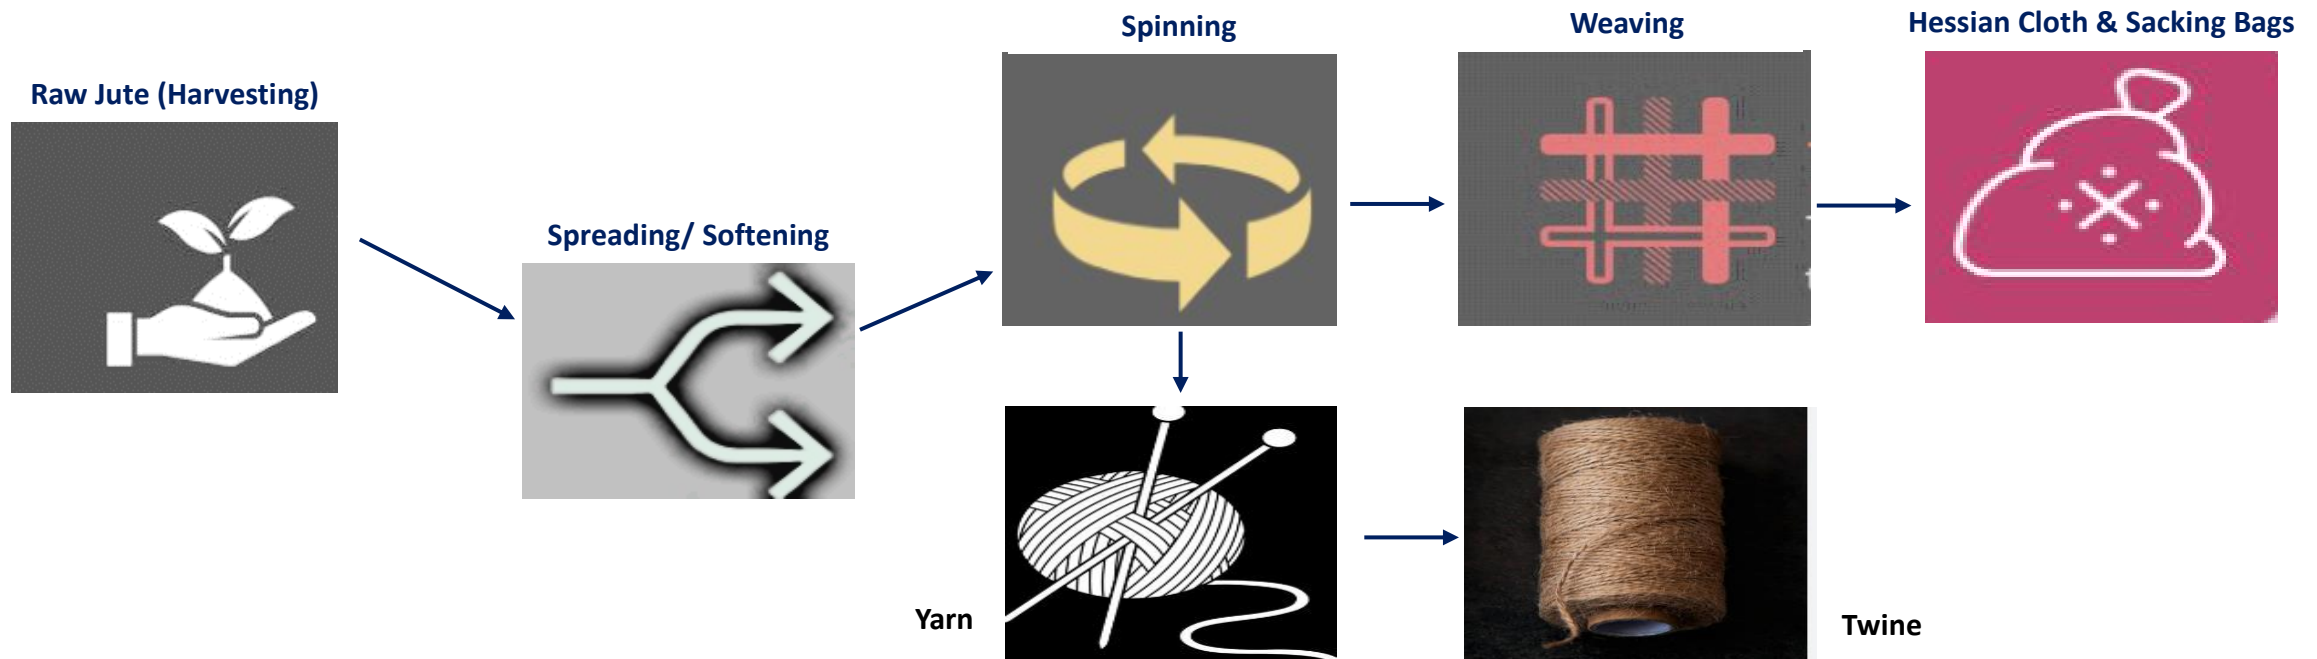 Raw Jute (Harvesting)
Spreading/ Softening
Spinning
Weaving
Hessian Cloth & Sacking Bags
Yarn
Twine